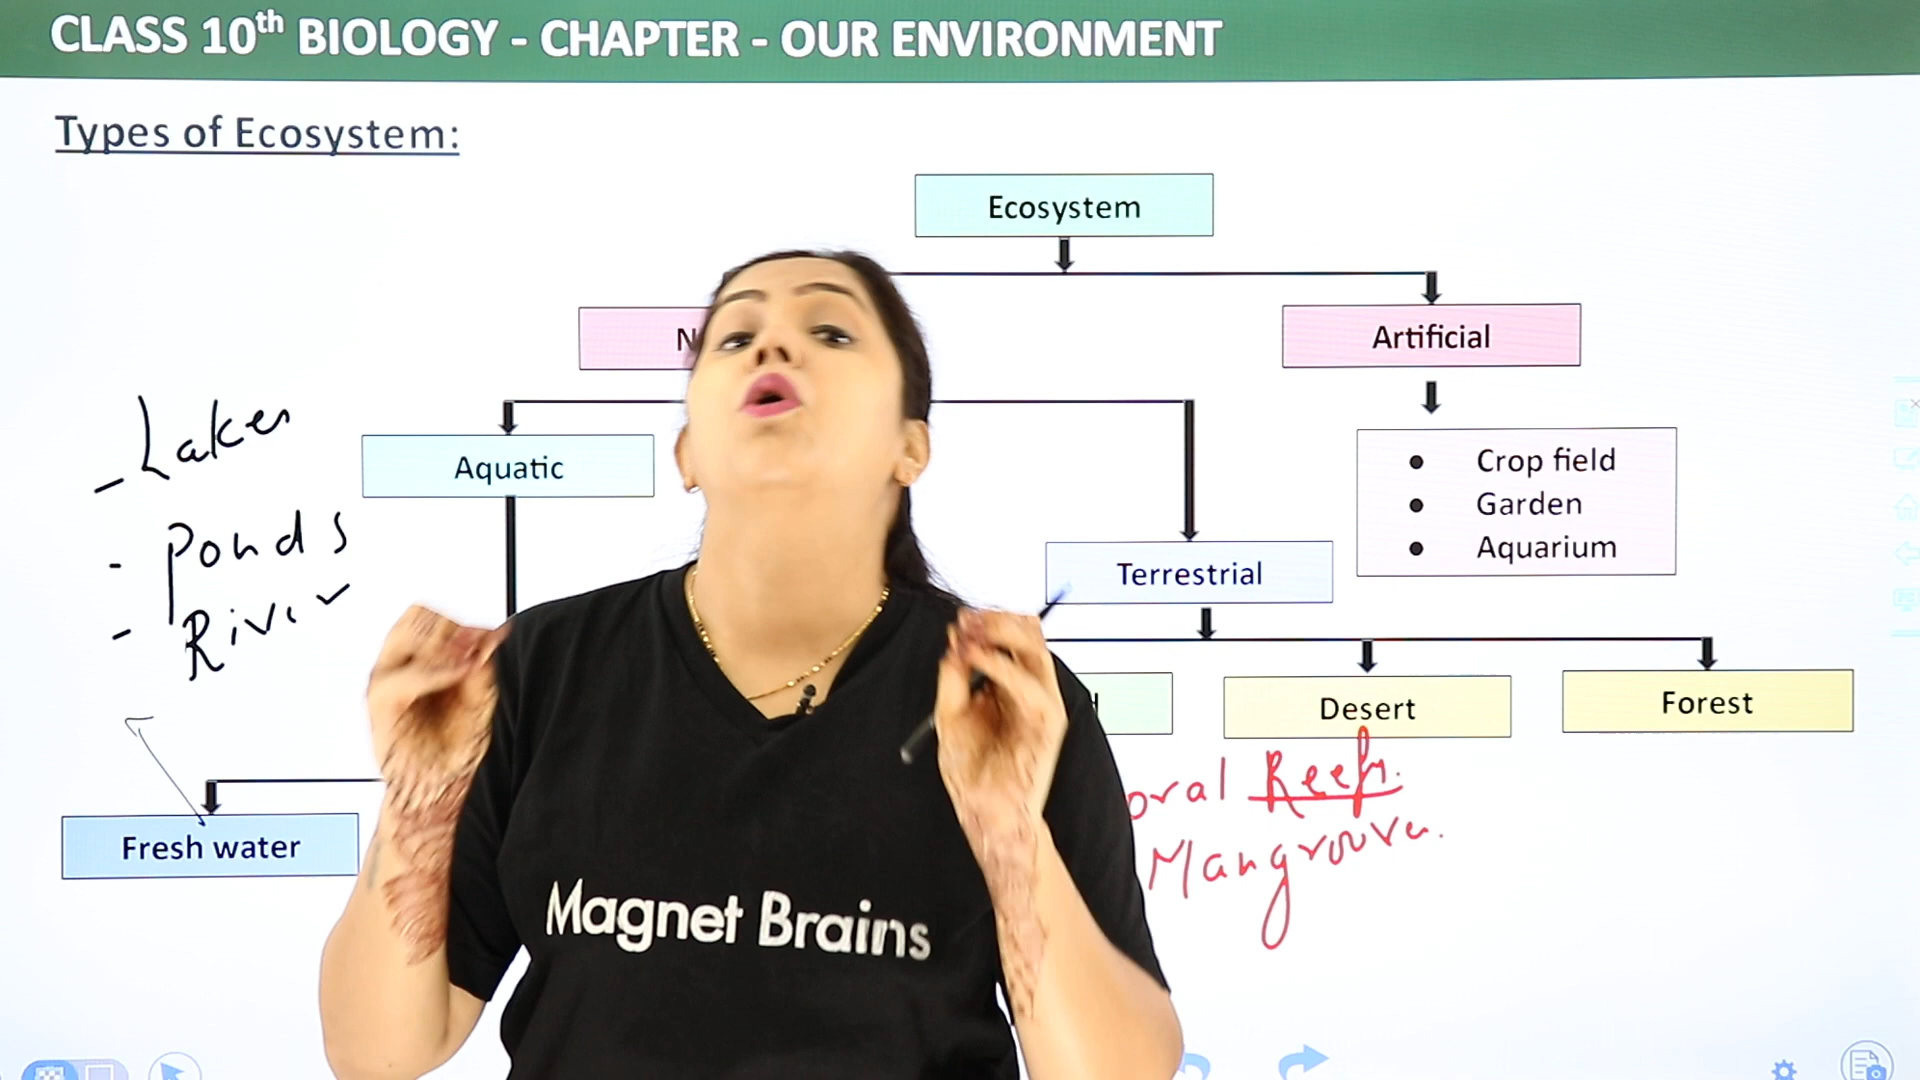 CLASS 10th BIOLOGY - CHAPTER - OUR ENVIRONMENT
Types of Ecosystem:
Ecosystem
Artificial
Aquatic
• Crop field
• Garden
• Aquarium
Terrestrial
- Lakes
- Ponds
- River
Desert
Forest
Reefs.
Mangroove.
Fresh water
Magnet Brains